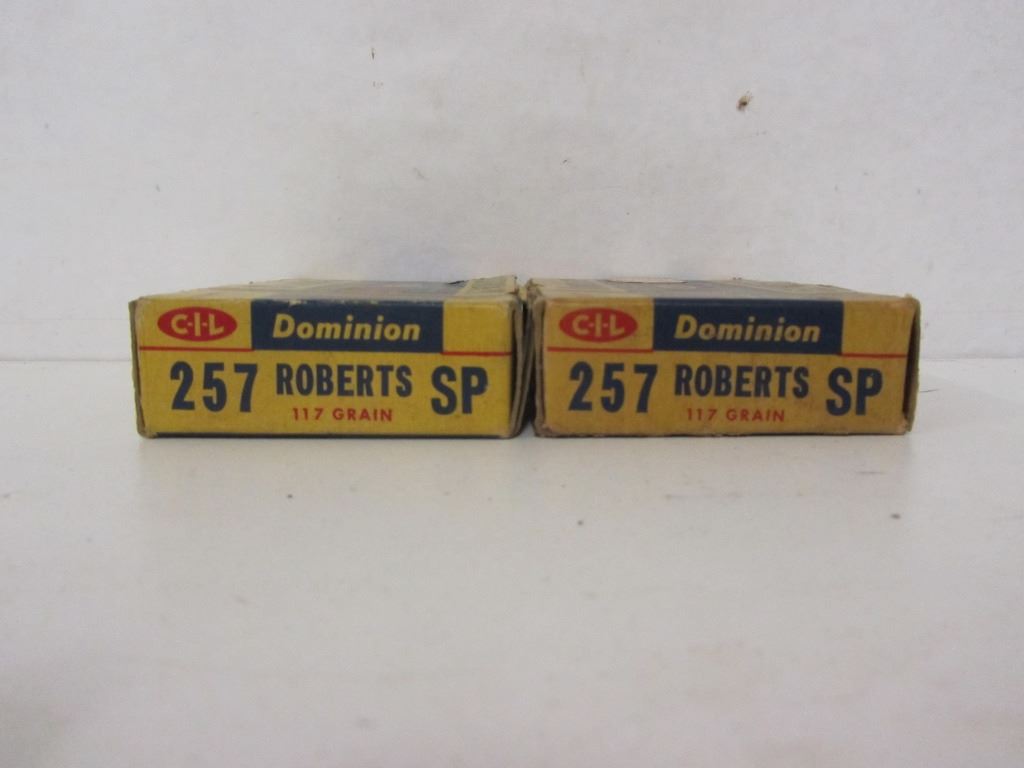 C-I-L Dominion
257 ROBERTS SP
117 GRAIN
C-I-L Dominion
257 ROBERTS SP
117 GRAIN